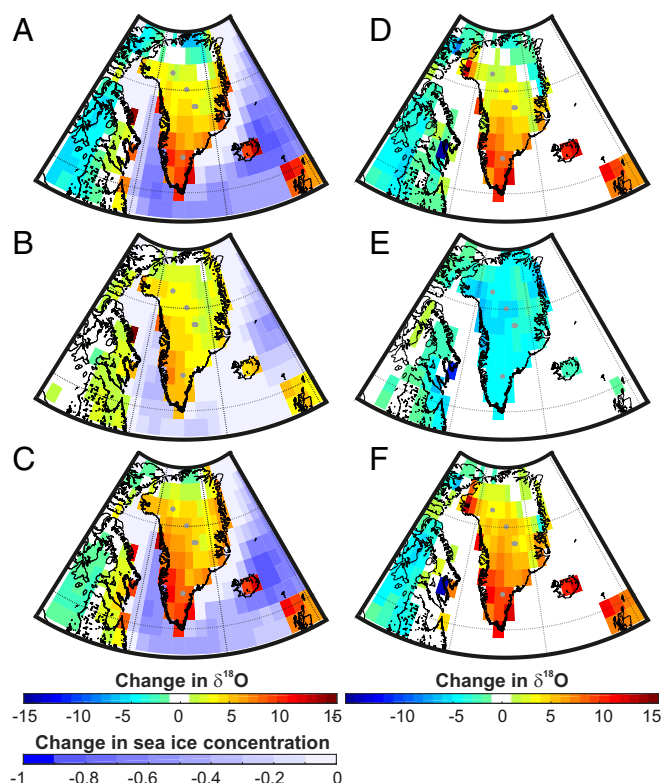 A
D
B
E
C
F
Change in δ¹⁸O
Change in δ¹⁸O
-15 -10 -5 0 5 10 15
-10 -5 0 5 10 15
Change in sea ice concentration
-1 -0.8 -0.6 -0.4 -0.2 0